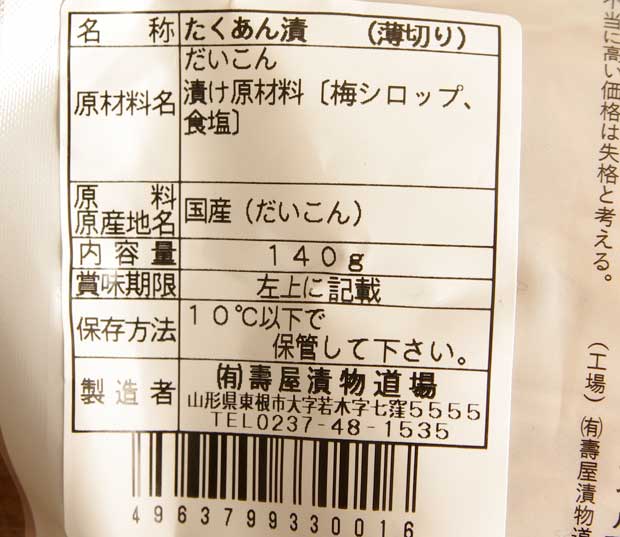 名　称 たくあん漬　　（薄切り）
原材料名 だいこん
漬け原材料〔梅シロップ、
食塩〕
原　料
原産地名 国産（だいこん）
内容量 １４０ｇ
賞味期限 左上に記載
保存方法 １０℃以下で
保管して下さい。
製造者 ㈲壽屋漬物道場
山形県東根市大字若木字七窪５５５５
TEL0237-48-1535
4963799330016
に高い価格は失格と考える。
（工場）㈲壽屋漬物道